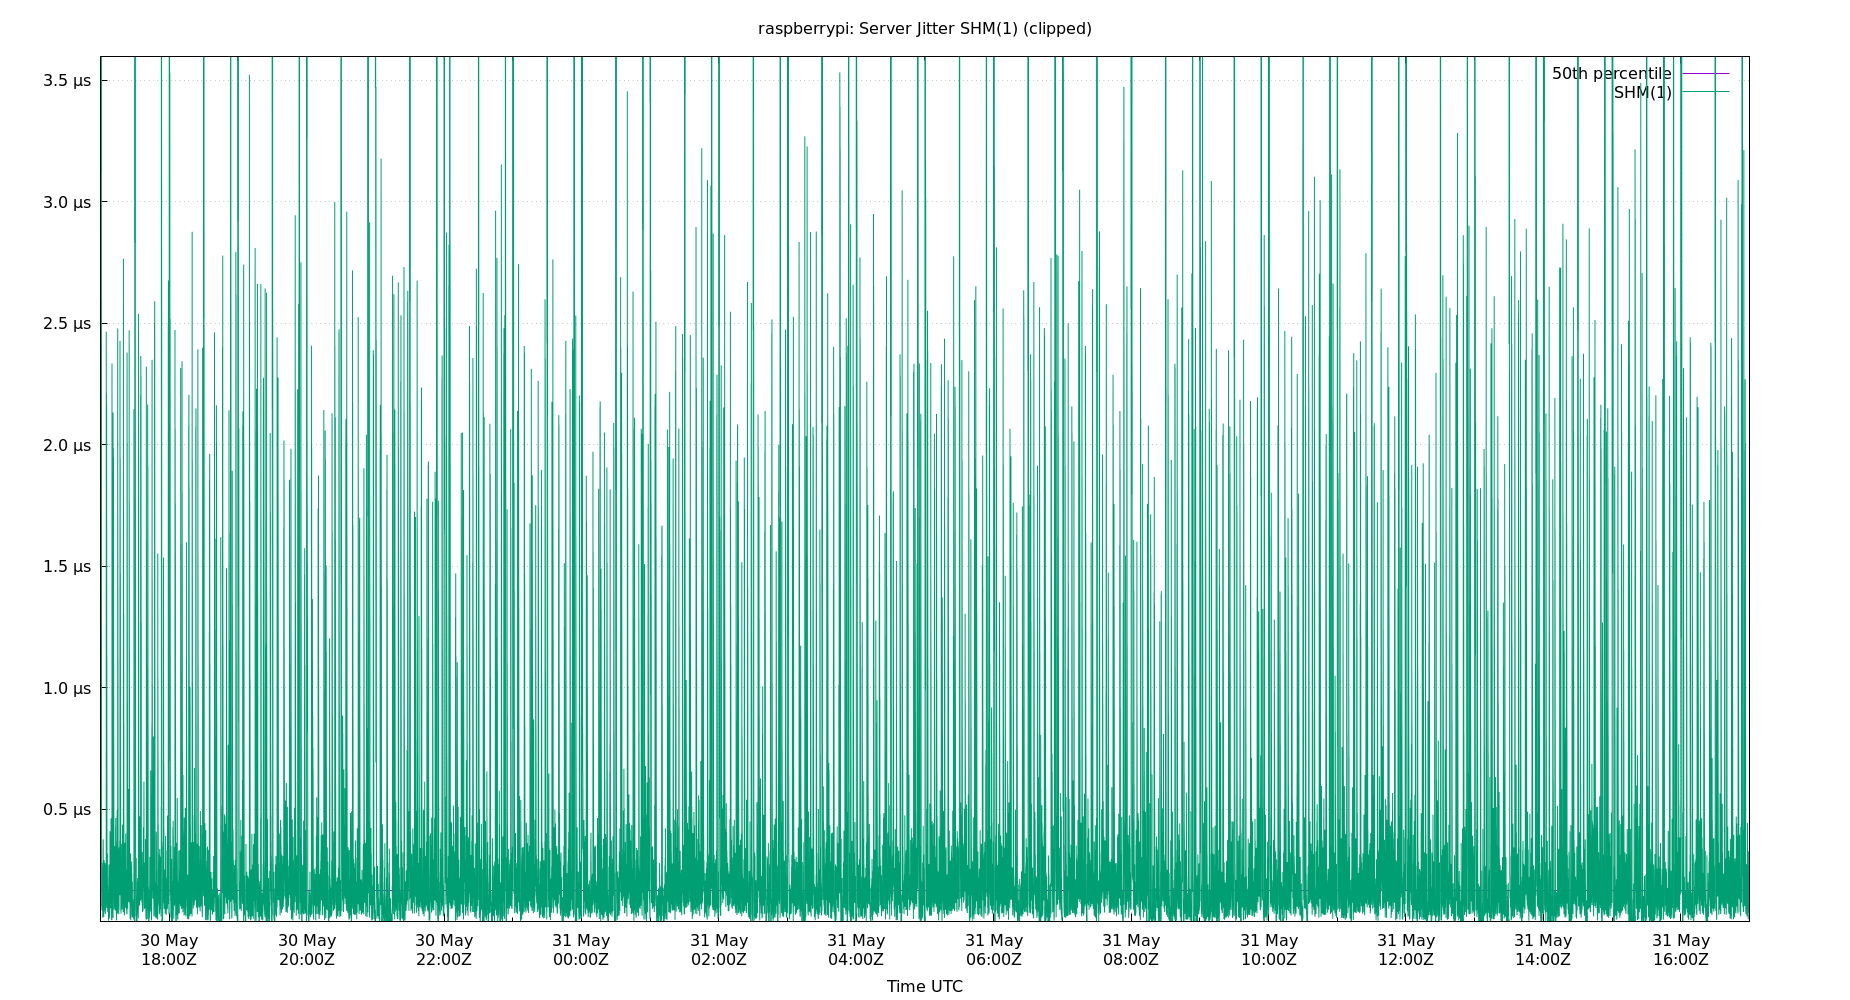 raspberrypi: Server Jitter SHM(1) (clipped)
50th percentile
SHM(1)
3.5 μs
3.0 μs
2.5 μs
2.0 μs
1.5 μs
1.0 μs
0.5 μs
30 May 30 May 30 May 31 May 31 May 31 May 31 May 31 May 31 May 31 May 31 May 31 May
18:00Z 20:00Z 22:00Z 00:00Z 02:00Z 04:00Z 06:00Z 08:00Z 10:00Z 12:00Z 14:00Z 16:00Z
Time UTC